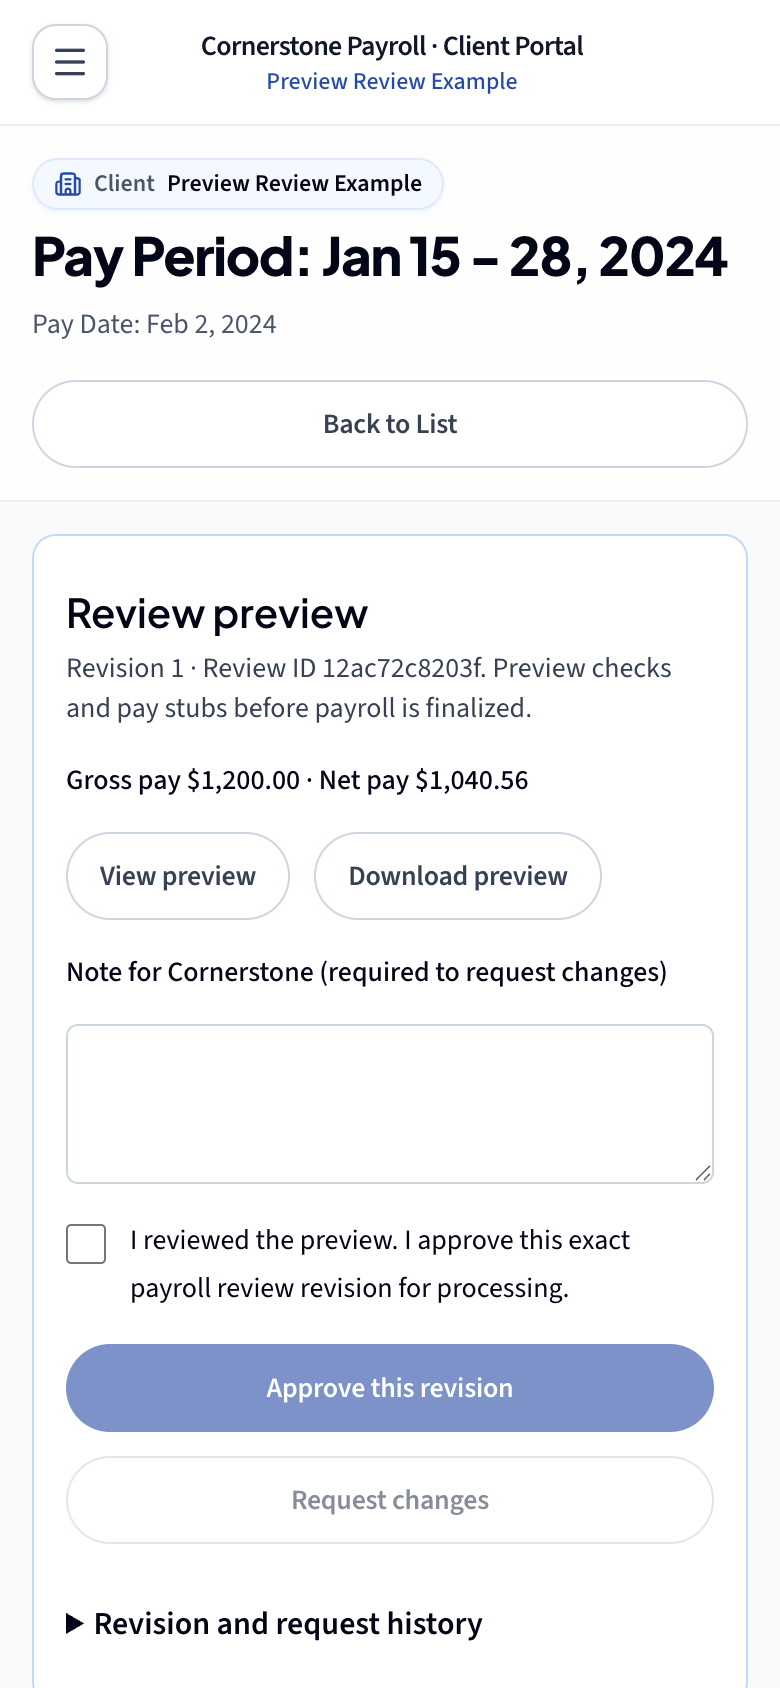 Cornerstone Payroll · Client Portal
Preview Review Example
Client Preview Review Example
Pay Period: Jan 15 – 28, 2024
Pay Date: Feb 2, 2024
Back to List
Review preview
Revision 1 · Review ID 12ac72c8203f. Preview checks
and pay stubs before payroll is finalized.
Gross pay $1,200.00 · Net pay $1,040.56
View preview
Download preview
Note for Cornerstone (required to request changes)
I reviewed the preview. I approve this exact
payroll review revision for processing.
Approve this revision
Request changes
Revision and request history